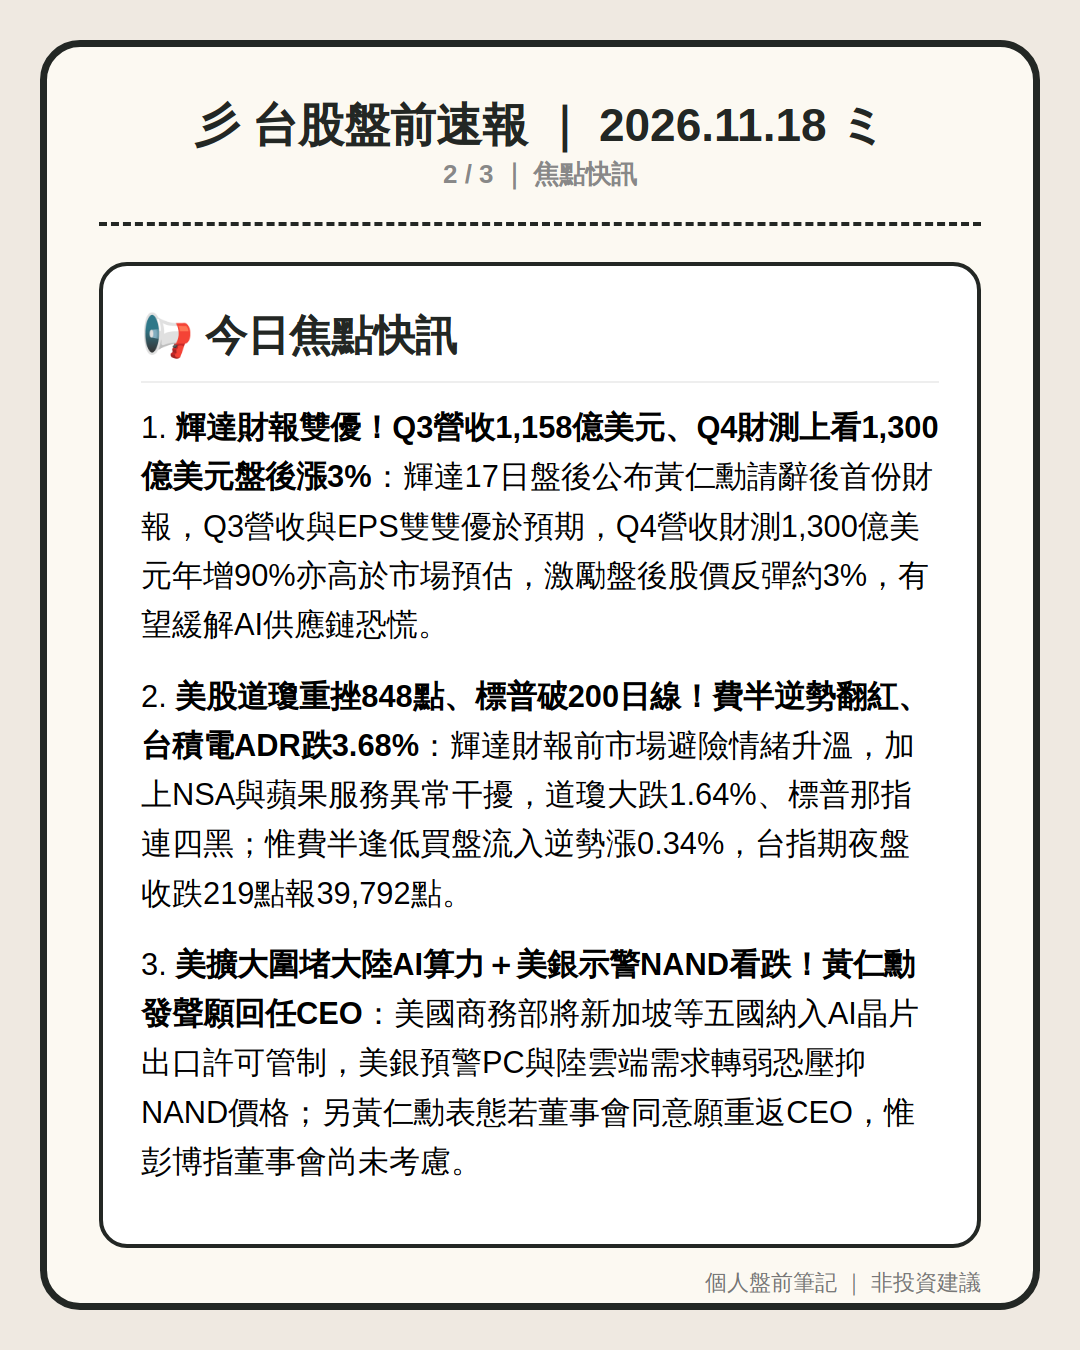 彡 台股盤前速報 ｜ 2026.11.18 ミ
2 / 3 ｜ 焦點快訊
📢 今日焦點快訊
1. 輝達財報雙優！Q3營收1,158億美元、Q4財測上看1,300
億美元盤後漲3%：輝達17日盤後公布黃仁勳請辭後首份財
報，Q3營收與EPS雙雙優於預期，Q4營收財測1,300億美
元年增90%亦高於市場預估，激勵盤後股價反彈約3%，有
望緩解AI供應鏈恐慌。
2. 美股道瓊重挫848點、標普破200日線！費半逆勢翻紅、
台積電ADR跌3.68%：輝達財報前市場避險情緒升溫，加
上NSA與蘋果服務異常干擾，道瓊大跌1.64%、標普那指
連四黑；惟費半逢低買盤流入逆勢漲0.34%，台指期夜盤
收跌219點報39,792點。
3. 美擴大圍堵大陸AI算力＋美銀示警NAND看跌！黃仁勳
發聲願回任CEO：美國商務部將新加坡等五國納入AI晶片
出口許可管制，美銀預警PC與陸雲端需求轉弱恐壓抑
NAND價格；另黃仁勳表態若董事會同意願重返CEO，惟
彭博指董事會尚未考慮。
個人盤前筆記 ｜ 非投資建議